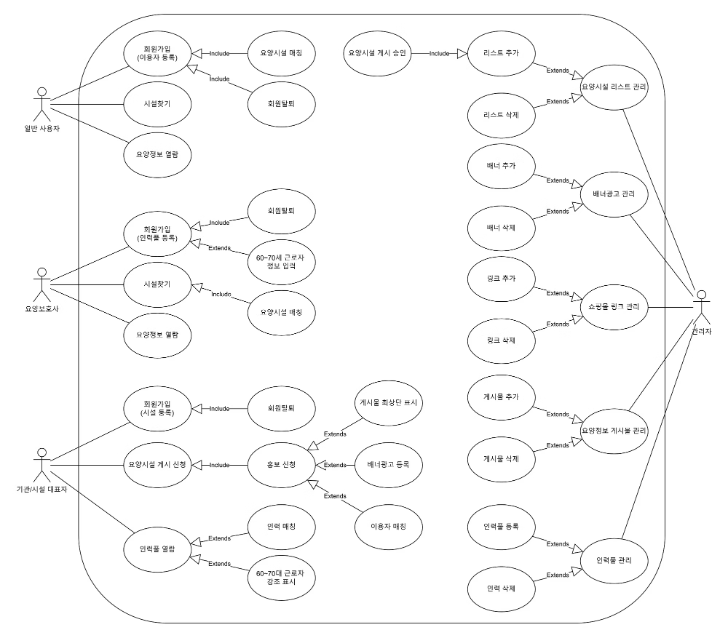 회원가입
(이용자 등록)
Include
요양시설 매칭
Include
회원탈퇴
시설찾기
요양정보 열람
일반 사용자
회원가입
(인력풀 등록)
Include
회원탈퇴
Extends
60~70세 근로자
정보 입력
시설찾기
Include
요양시설 매칭
요양정보 열람
요양보호사
회원가입
(시설 등록)
Include
회원탈퇴
요양시설 게시 신청
Include
홍보 신청
Extends
게시물 최상단 표시
Extends
배너광고 등록
Extends
이용자 매칭
인력풀 열람
Extends
인력 매칭
Extends
60~70대 근로자
강조 표시
기관/시설 대표자
요양시설 게시 승인
Include
리스트 추가
Extends
리스트 삭제
Extends
요양시설 리스트 관리
배너 추가
Extends
배너 삭제
Extends
배너광고 관리
링크 추가
Extends
링크 삭제
Extends
쇼핑몰 링크 관리
게시물 추가
Extends
게시물 삭제
Extends
요양정보 게시물 관리
인력풀 등록
Extends
인력 삭제
Extends
인력풀 관리
관리자